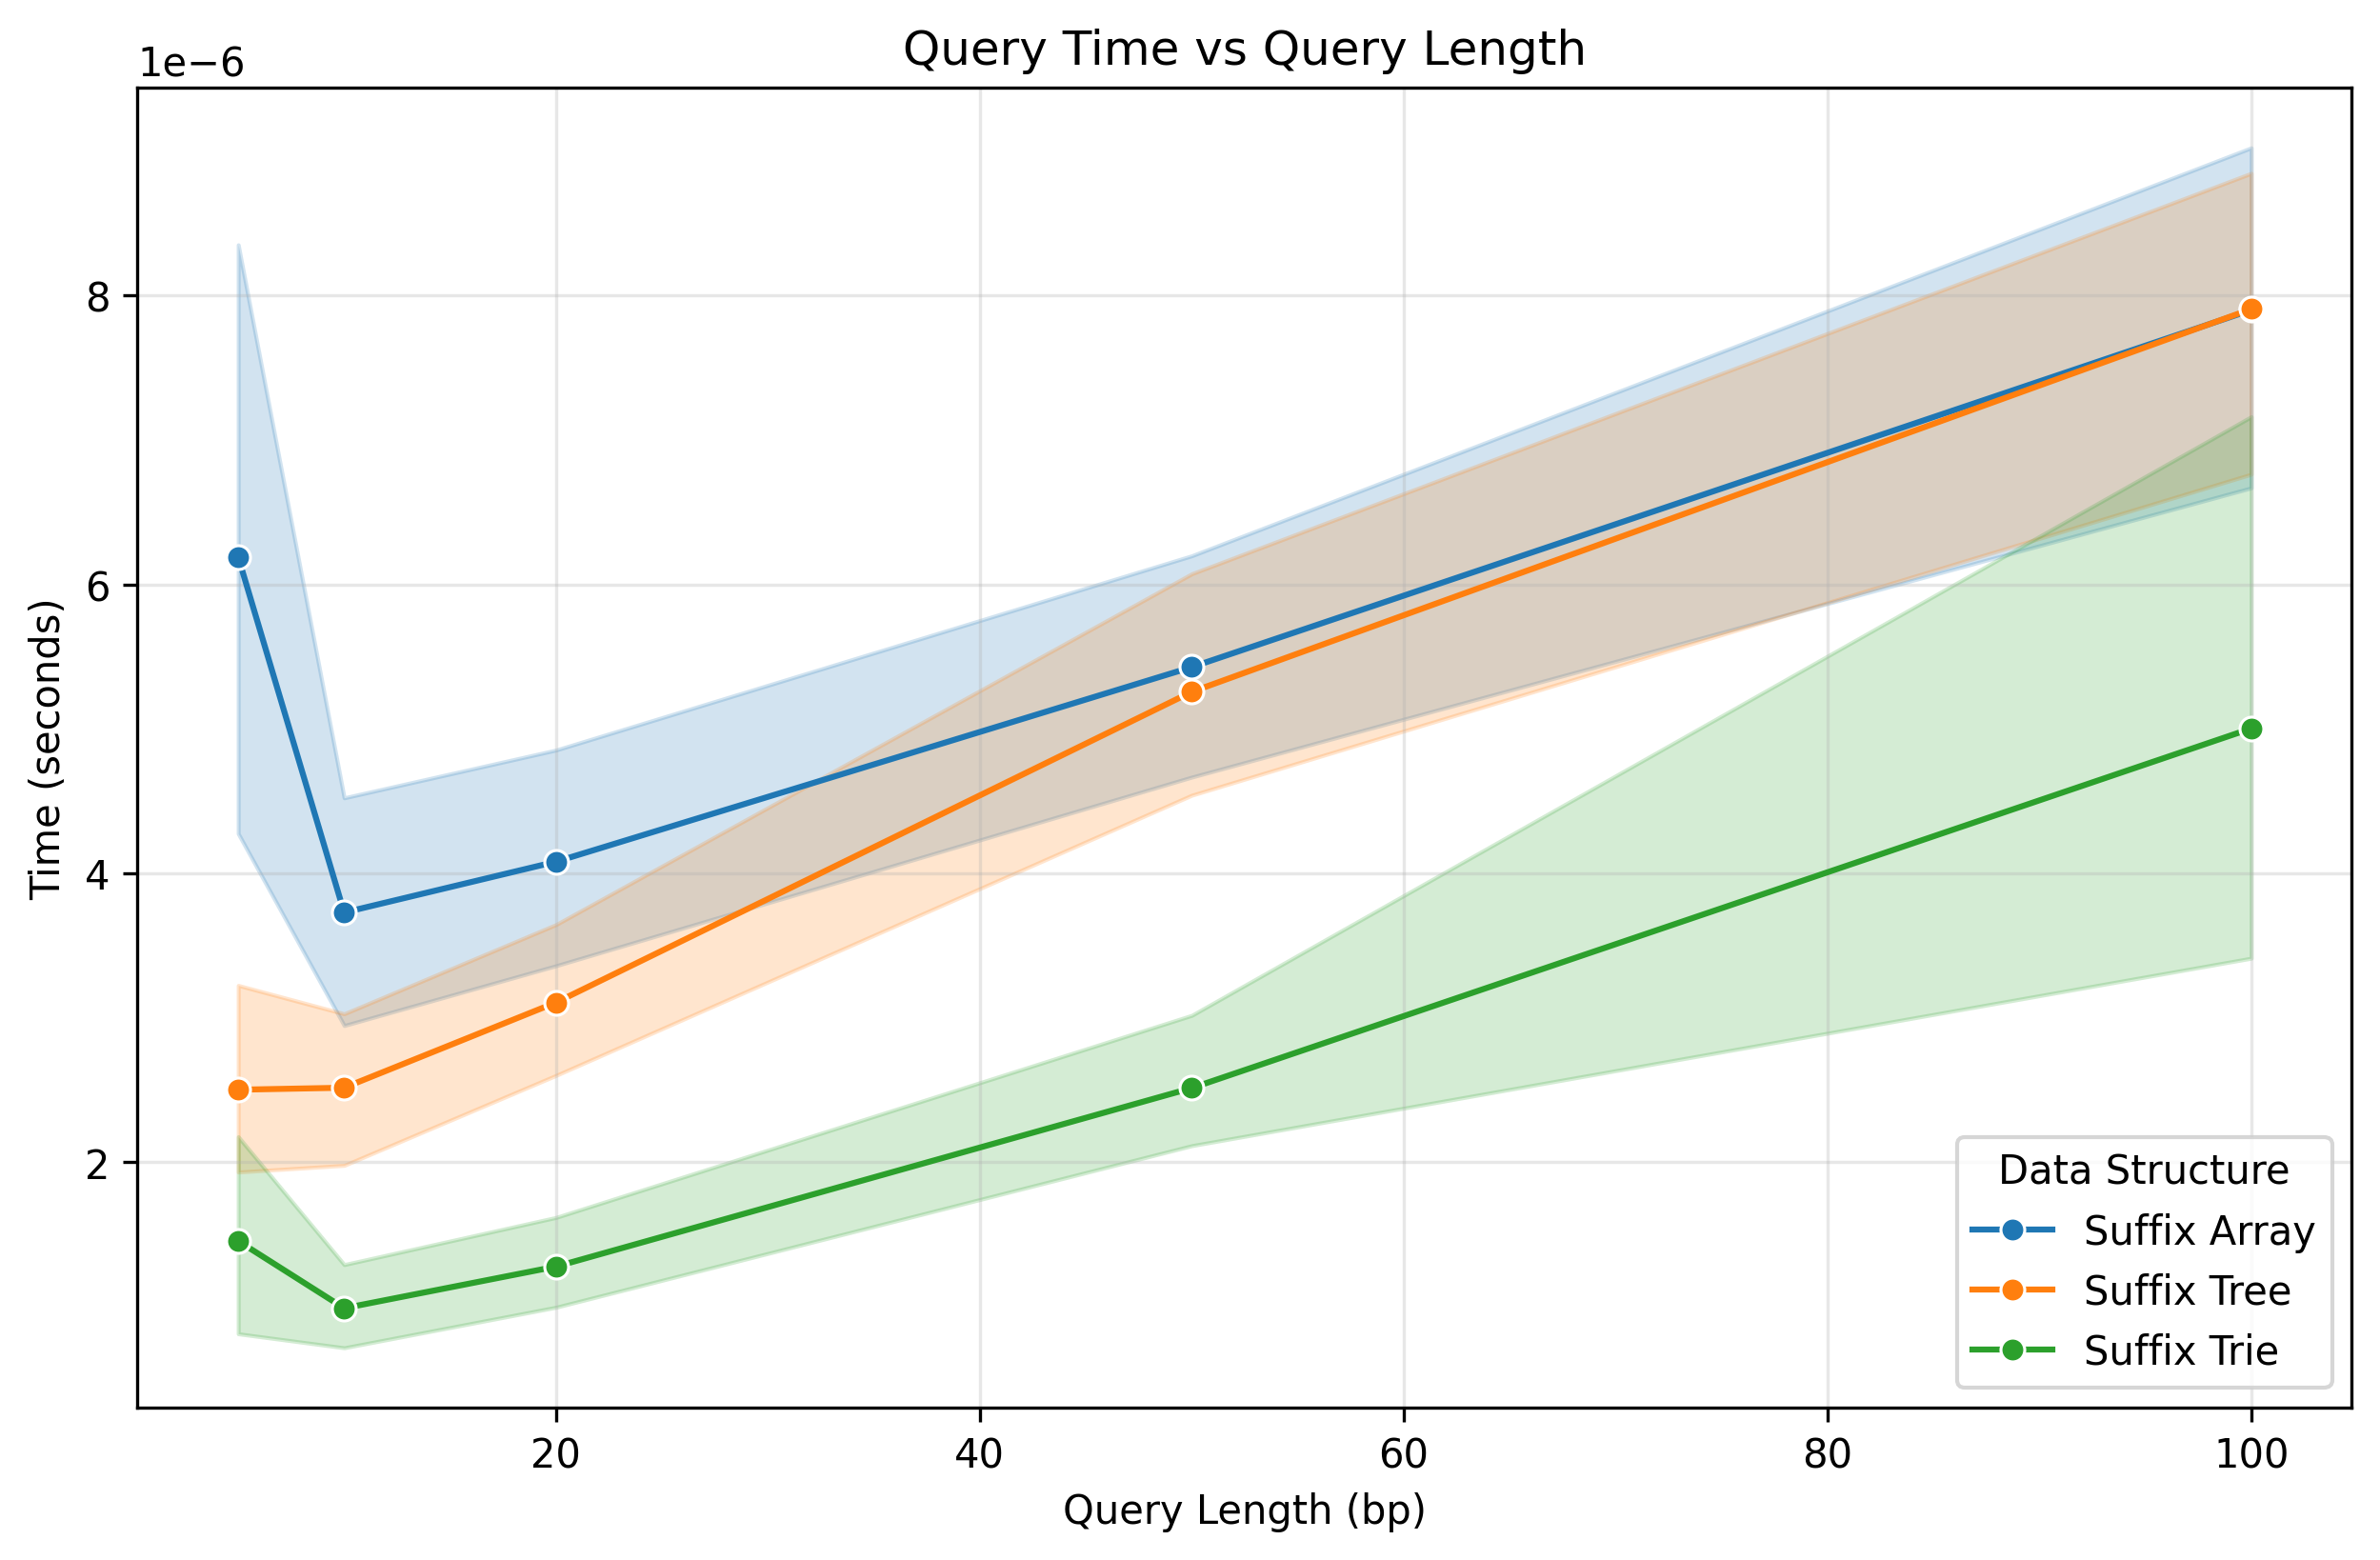 Query Time vs Query Length
1e−6
8
6
4
2
Time (seconds)
20 40 60 80 100
Query Length (bp)
Data Structure
Suffix Array
Suffix Tree
Suffix Trie